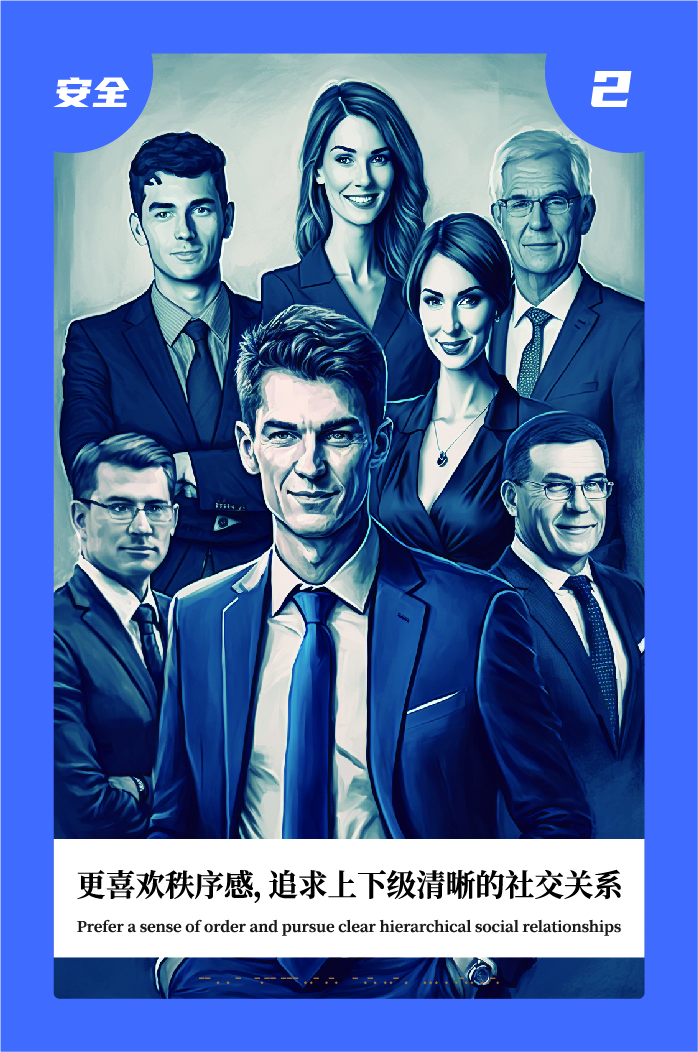 安全
2
更喜欢秩序感, 追求上下级清晰的社交关系
Prefer a sense of order and pursue clear hierarchical social relationships